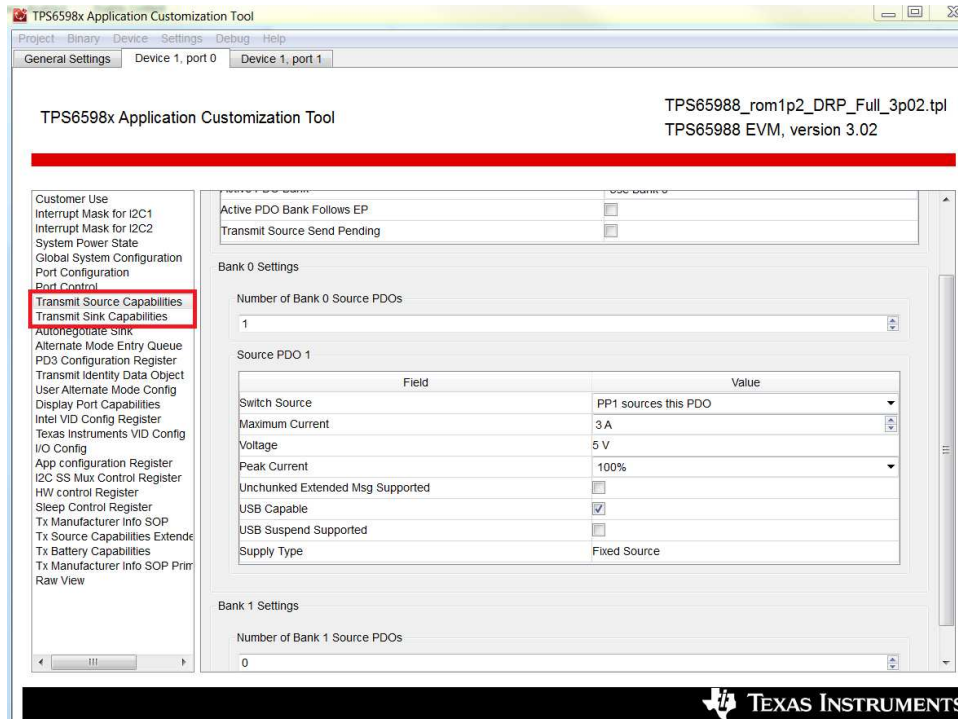 TPS6598x Application Customization Tool
Project Binary Device Settings Debug Help
General Settings Device 1, port 0 Device 1, port 1
TPS6598x Application Customization Tool
TPS65988_rom1p2_DRP_Full_3p02.tpl
TPS65988 EVM, version 3.02
Customer Use
Interrupt Mask for I2C1
Interrupt Mask for I2C2
System Power State
Global System Configuration
Port Configuration
Port Control
Transmit Source Capabilities
Transmit Sink Capabilities
Autonegotiate Sink
Alternate Mode Entry Queue
PD3 Configuration Register
Transmit Identity Data Object
User Alternate Mode Config
Display Port Capabilities
Intel VID Config Register
Texas Instruments VID Config
I/O Config
App configuration Register
I2C SS Mux Control Register
HW control Register
Sleep Control Register
Tx Manufacturer Info SOP
Tx Source Capabilities Extende
Tx Battery Capabilities
Tx Manufacturer Info SOP Prim
Raw View
Active PDO Bank Use Bank 0
Active PDO Bank Follows EP
Transmit Source Send Pending
Bank 0 Settings
Number of Bank 0 Source PDOs
1
Source PDO 1
Field Value
Switch Source PP1 sources this PDO
Maximum Current 3 A
Voltage 5 V
Peak Current 100%
Unchunked Extended Msg Supported
USB Capable
USB Suspend Supported
Supply Type Fixed Source
Bank 1 Settings
Number of Bank 1 Source PDOs
0
TEXAS INSTRUMENTS